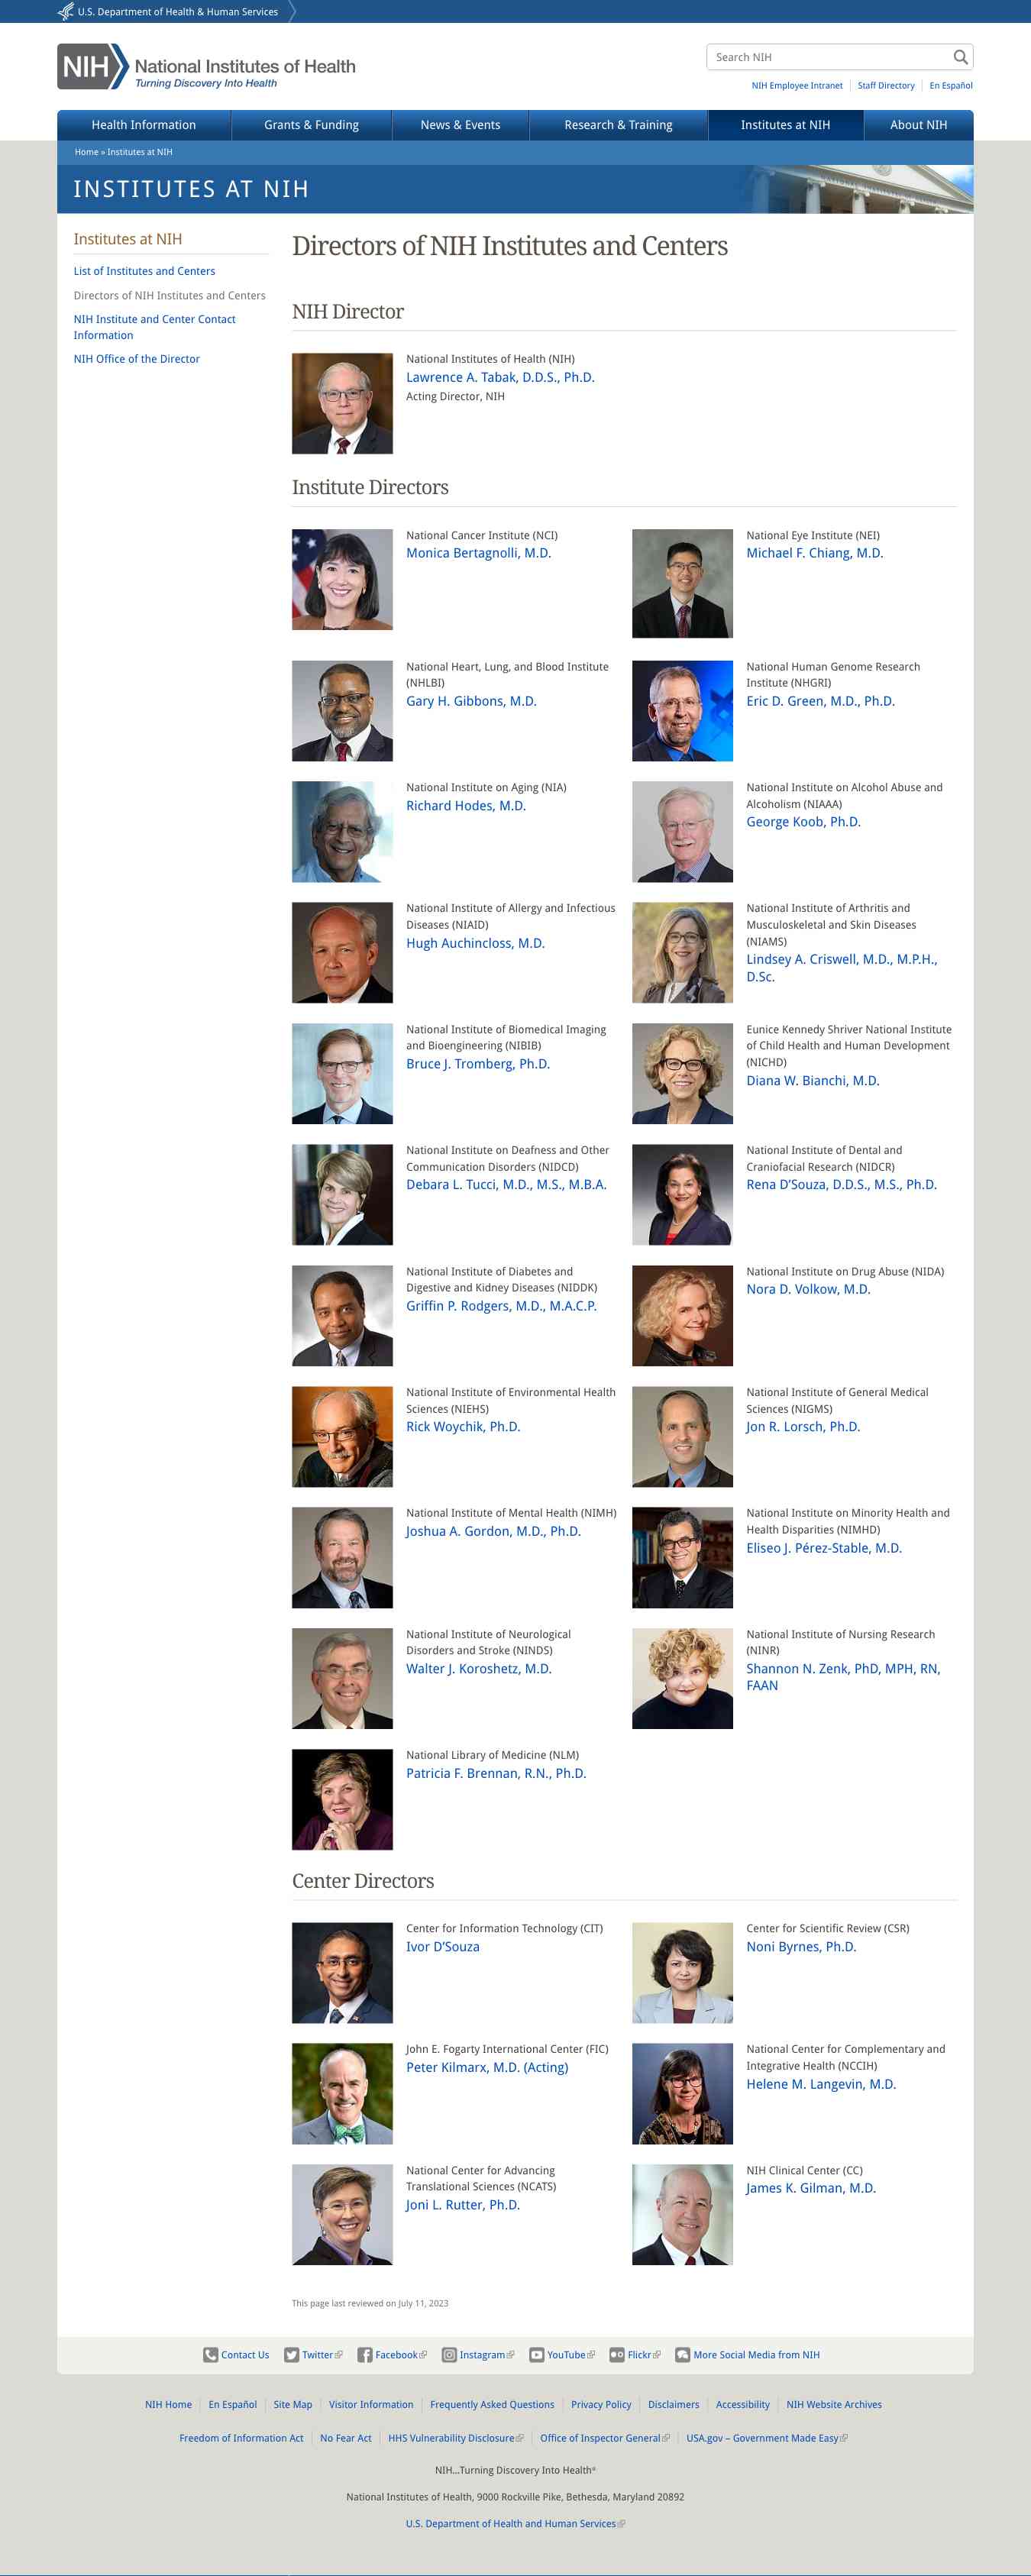 U.S. Department of Health & Human Services
NIH National Institutes of Health
Turning Discovery Into Health
Search NIH
NIH Employee Intranet
Staff Directory
En Español
Health Information
Grants & Funding
News & Events
Research & Training
Institutes at NIH
About NIH
Home » Institutes at NIH
INSTITUTES AT NIH
Institutes at NIH
List of Institutes and Centers
Directors of NIH Institutes and Centers
NIH Institute and Center Contact
Information
NIH Office of the Director
Directors of NIH Institutes and Centers
NIH Director
National Institutes of Health (NIH)
Lawrence A. Tabak, D.D.S., Ph.D.
Acting Director, NIH
Institute Directors
National Cancer Institute (NCI)
Monica Bertagnolli, M.D.
National Eye Institute (NEI)
Michael F. Chiang, M.D.
National Heart, Lung, and Blood Institute
(NHLBI)
Gary H. Gibbons, M.D.
National Human Genome Research
Institute (NHGRI)
Eric D. Green, M.D., Ph.D.
National Institute on Aging (NIA)
Richard Hodes, M.D.
National Institute on Alcohol Abuse and
Alcoholism (NIAAA)
George Koob, Ph.D.
National Institute of Allergy and Infectious
Diseases (NIAID)
Hugh Auchincloss, M.D.
National Institute of Arthritis and
Musculoskeletal and Skin Diseases
(NIAMS)
Lindsey A. Criswell, M.D., M.P.H.,
D.Sc.
National Institute of Biomedical Imaging
and Bioengineering (NIBIB)
Bruce J. Tromberg, Ph.D.
Eunice Kennedy Shriver National Institute
of Child Health and Human Development
(NICHD)
Diana W. Bianchi, M.D.
National Institute on Deafness and Other
Communication Disorders (NIDCD)
Debara L. Tucci, M.D., M.S., M.B.A.
National Institute of Dental and
Craniofacial Research (NIDCR)
Rena D'Souza, D.D.S., M.S., Ph.D.
National Institute of Diabetes and
Digestive and Kidney Diseases (NIDDK)
Griffin P. Rodgers, M.D., M.A.C.P.
National Institute on Drug Abuse (NIDA)
Nora D. Volkow, M.D.
National Institute of Environmental Health
Sciences (NIEHS)
Rick Woychik, Ph.D.
National Institute of General Medical
Sciences (NIGMS)
Jon R. Lorsch, Ph.D.
National Institute of Mental Health (NIMH)
Joshua A. Gordon, M.D., Ph.D.
National Institute on Minority Health and
Health Disparities (NIMHD)
Eliseo J. Pérez-Stable, M.D.
National Institute of Neurological
Disorders and Stroke (NINDS)
Walter J. Koroshetz, M.D.
National Institute of Nursing Research
(NINR)
Shannon N. Zenk, PhD, MPH, RN,
FAAN
National Library of Medicine (NLM)
Patricia F. Brennan, R.N., Ph.D.
Center Directors
Center for Information Technology (CIT)
Ivor D'Souza
Center for Scientific Review (CSR)
Noni Byrnes, Ph.D.
John E. Fogarty International Center (FIC)
Peter Kilmarx, M.D. (Acting)
National Center for Complementary and
Integrative Health (NCCIH)
Helene M. Langevin, M.D.
National Center for Advancing
Translational Sciences (NCATS)
Joni L. Rutter, Ph.D.
NIH Clinical Center (CC)
James K. Gilman, M.D.
This page last reviewed on July 11, 2023
Contact Us
Twitter
Facebook
Instagram
YouTube
Flickr
More Social Media from NIH
NIH Home
En Español
Site Map
Visitor Information
Frequently Asked Questions
Privacy Policy
Disclaimers
Accessibility
NIH Website Archives
Freedom of Information Act
No Fear Act
HHS Vulnerability Disclosure
Office of Inspector General
USA.gov – Government Made Easy
NIH...Turning Discovery Into Health®
National Institutes of Health, 9000 Rockville Pike, Bethesda, Maryland 20892
U.S. Department of Health and Human Services